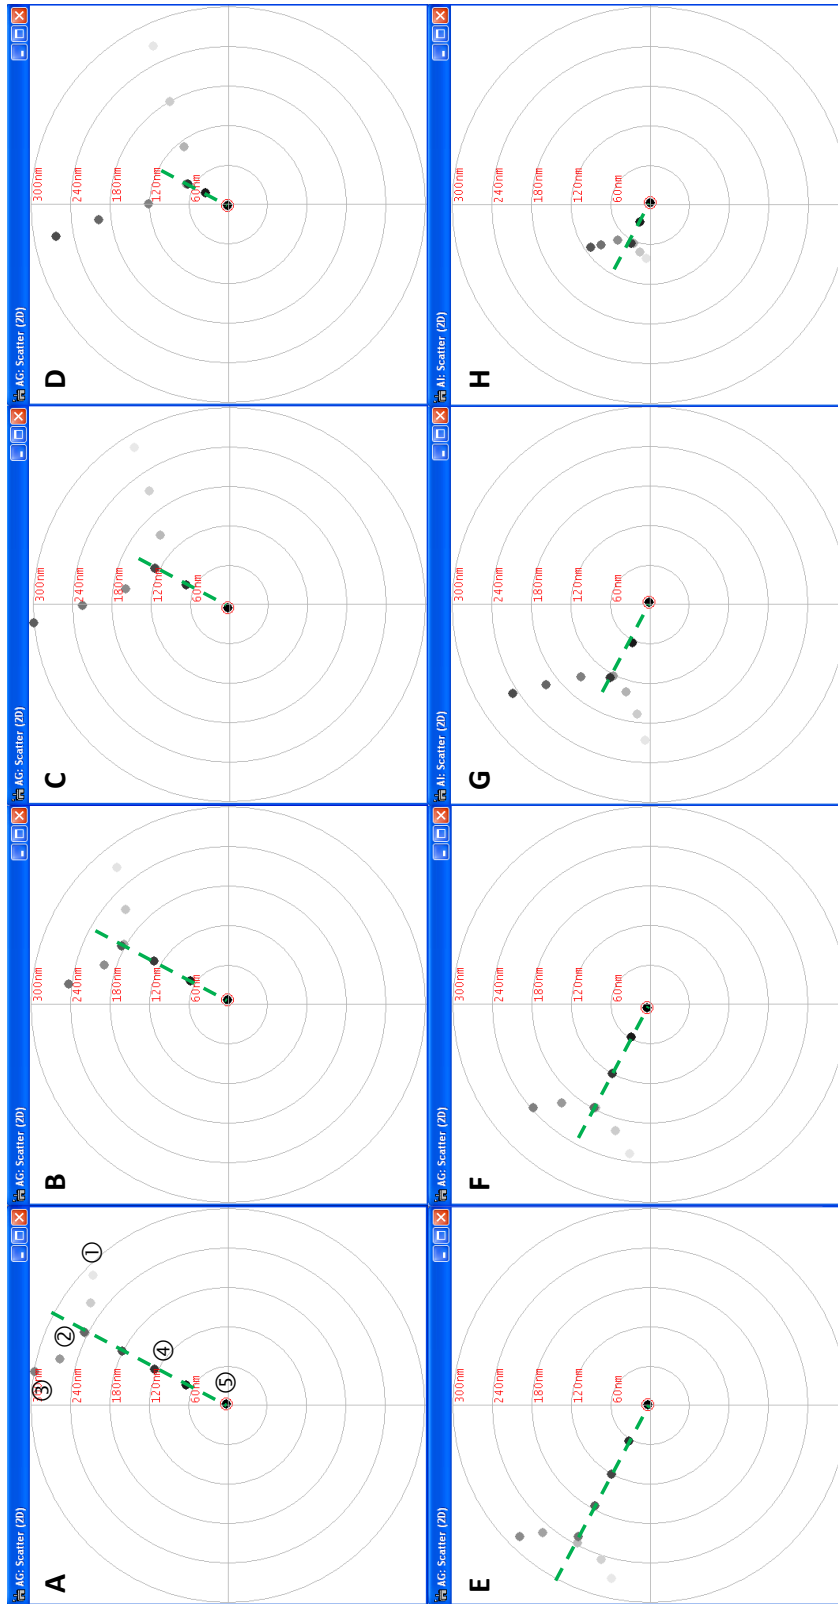 AG: Scatter (2D)
A
③
②
①
240nm
180nm
④
120nm
60nm
⑤
AG: Scatter (2D)
B
300nm
240nm
180nm
120nm
60nm
AG: Scatter (2D)
C
300nm
240nm
180nm
120nm
60nm
AG: Scatter (2D)
D
300nm
240nm
180nm
120nm
60nm
AG: Scatter (2D)
E
300nm
240nm
180nm
120nm
60nm
AG: Scatter (2D)
F
300nm
240nm
180nm
120nm
60nm
AI: Scatter (2D)
G
300nm
240nm
180nm
120nm
60nm
AI: Scatter (2D)
H
300nm
240nm
180nm
120nm
60nm